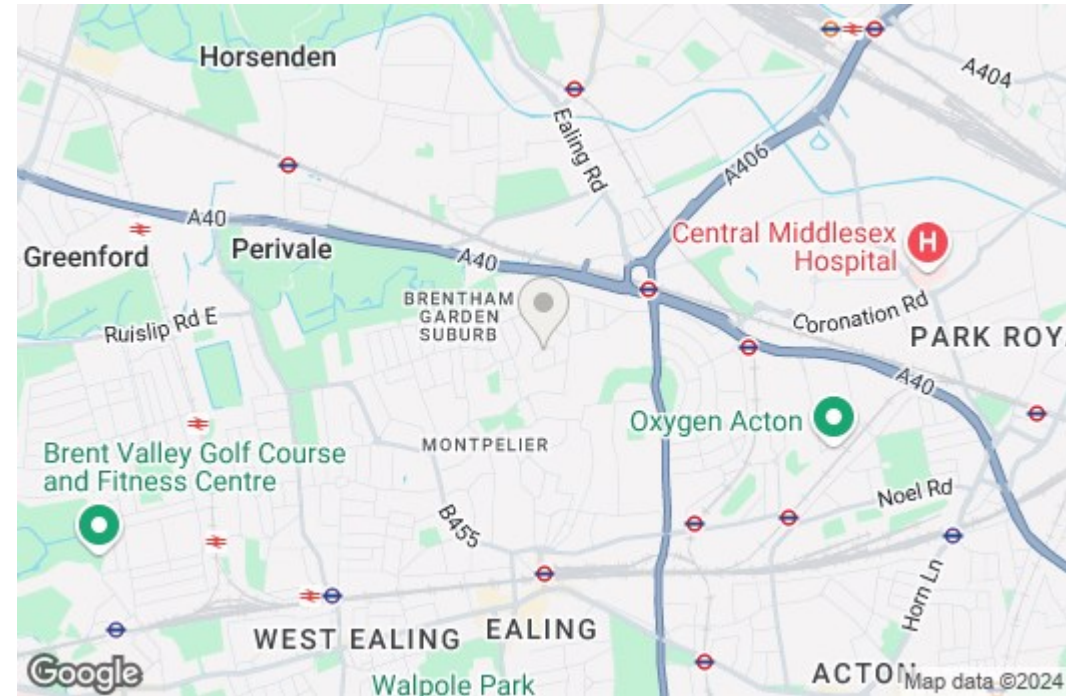 Horsenden
A404
Ealing Rd
A406
A40
Central Middlesex
Hospital
H
Greenford
Perivale
A40
BRENTHAM
GARDEN
SUBURB
Coronation Rd
Ruislip Rd E
PARK ROY
A40
Oxygen Acton
MONTPELIER
Brent Valley Golf Course
and Fitness Centre
Noel Rd
B455
Horn Ln
WEST EALING
EALING
ACTON
Google
Walpole Park
Map data ©2024